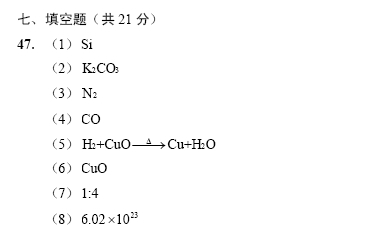 七、填空题（共 21 分）
47. （1）Si
（2）K₂CO₃
（3）N₂
（4）CO
（5）H₂+CuO—Δ→Cu+H₂O
（6）CuO
（7）1:4
（8）6.02×10²³